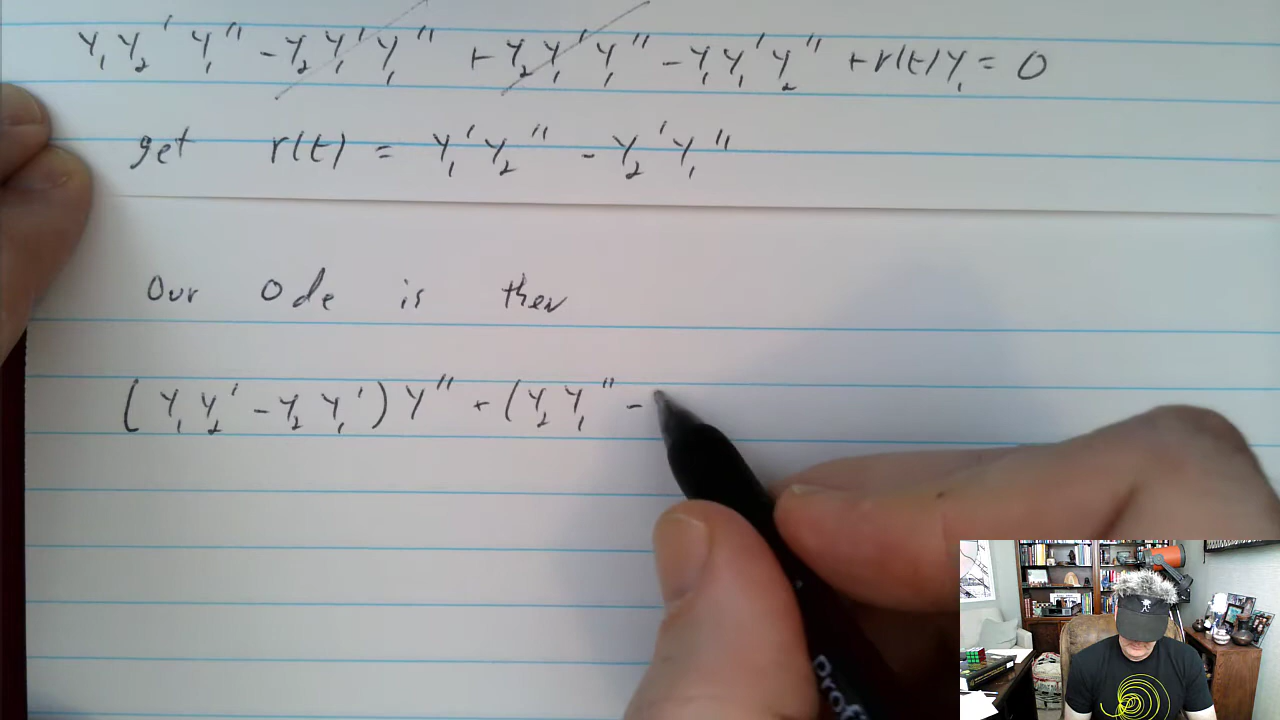 y₁y₂'y₁'' - y₂y₁'y₁'' + y₂y₁'y₁'' - y₁y₁'y₂'' + r(t)y₁ = 0
get r(t) = y₁'y₂'' - y₂'y₁''
Our Ode is then
(y₁y₂' - y₂y₁')y'' + (y₂y₁'' -
Prof